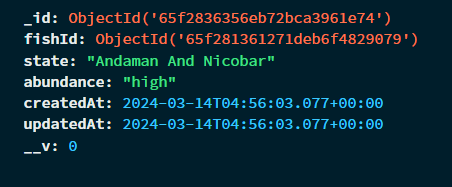 _id: ObjectId('65f2836356eb72bca3961e74')
fishId: ObjectId('65f281361271deb6f4829079')
state: "Andaman And Nicobar"
abundance: "high"
createdAt: 2024-03-14T04:56:03.077+00:00
updatedAt: 2024-03-14T04:56:03.077+00:00
__v: 0